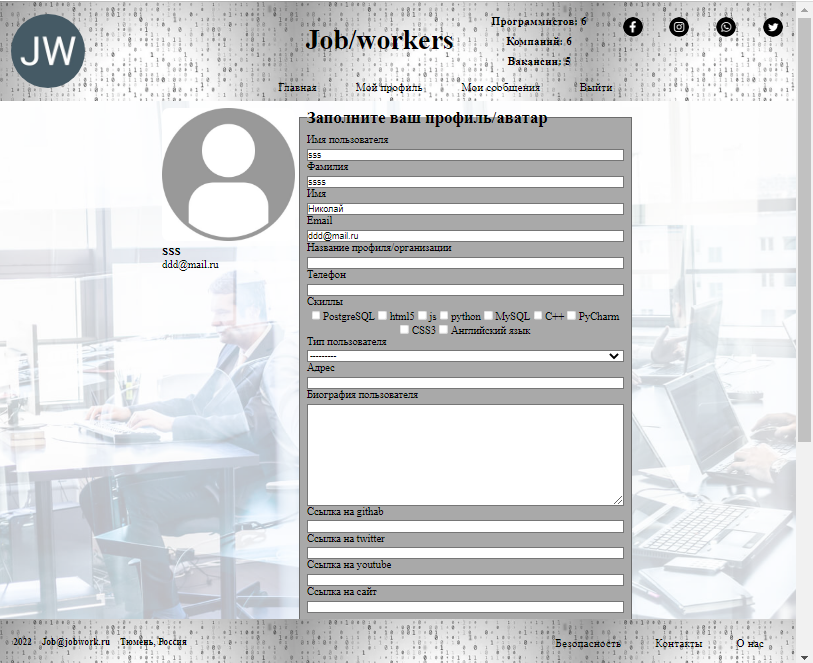 JW
Job/workers
Программистов: 6
Компаний: 6
Вакансии: 5
Главная Мой профиль Мои сообщения Выйти
sss
ddd@mail.ru
Заполните ваш профиль/аватар
Имя пользователя
sss
Фамилия
ssss
Имя
Николай
Email
ddd@mail.ru
Название профиля/организации
Телефон
Скиллы
PostgreSQL html5 js python MySQL C++ PyCharm
CSS3 Английский язык
Тип пользователя
---------
Адрес
Биография пользователя
Ссылка на githab
Ссылка на twitter
Ссылка на youtube
Ссылка на сайт
2022 Job@jobwork.ru Тюмень, Россия
Безопасность Контакты О нас